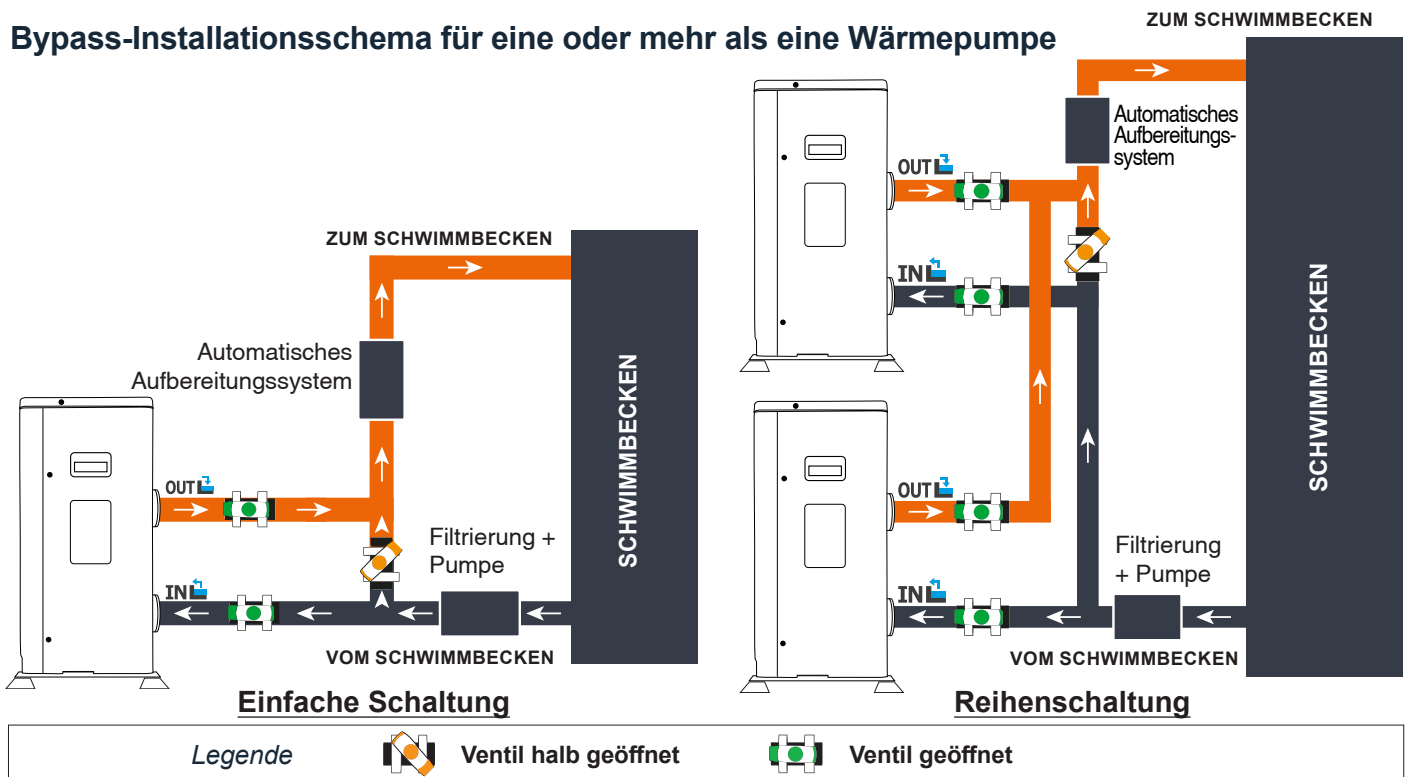 Bypass-Installationsschema für eine oder mehr als eine Wärmepumpe
ZUM SCHWIMMBECKEN
Automatisches
Aufbereitungssystem
OUT
IN
Filtrierung +
Pumpe
VOM SCHWIMMBECKEN
SCHWIMMBECKEN
Einfache Schaltung
ZUM SCHWIMMBECKEN
Automatisches
Aufbereitungs-
system
OUT
IN
OUT
IN
Filtrierung
+ Pumpe
VOM SCHWIMMBECKEN
SCHWIMMBECKEN
Reihenschaltung
Legende
Ventil halb geöffnet
Ventil geöffnet